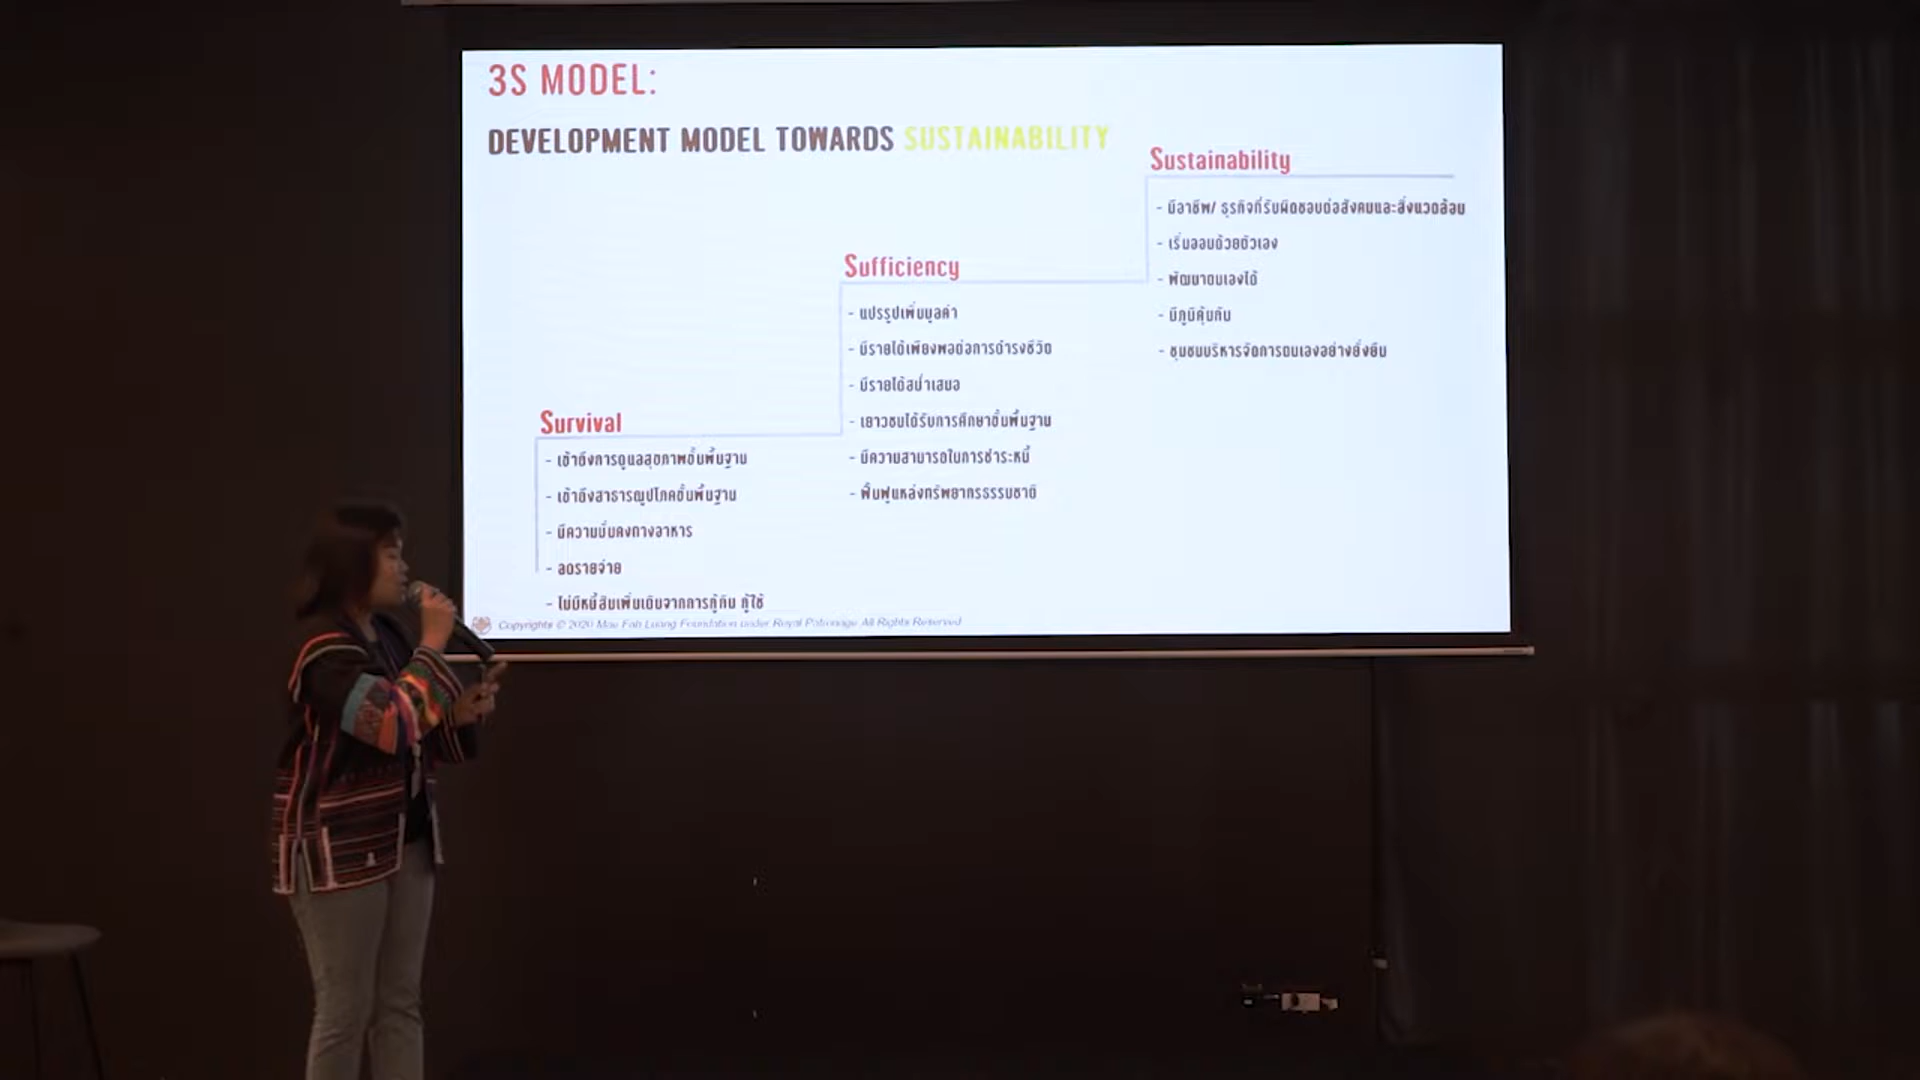 3S MODEL:
DEVELOPMENT MODEL TOWARDS SUSTAINABILITY
Survival
- เข้าถึงการดูแลสุขภาพขั้นพื้นฐาน
- เข้าถึงสาธารณูปโภคขั้นพื้นฐาน
- มีความมั่นคงทางอาหาร
- ลดรายจ่าย
- ไม่มีหนี้สินเพิ่มเติมจากการกู้กิน กู้ใช้
Sufficiency
- แปรรูปเพิ่มมูลค่า
- มีรายได้เพียงพอต่อการดำรงชีวิต
- มีรายได้สม่ำเสมอ
- เยาวชนได้รับการศึกษาขั้นพื้นฐาน
- มีความสามารถในการชำระหนี้
- ฟื้นฟูแหล่งทรัพยากรธรรมชาติ
Sustainability
- มีอาชีพ/ ธุรกิจที่รับผิดชอบต่อสังคมและสิ่งแวดล้อม
- เริ่มออมด้วยตัวเอง
- พัฒนาตนเองได้
- มีภูมิคุ้มกัน
- ชุมชนบริหารจัดการตนเองอย่างยั่งยืน
Copyrights © 2020 Mae Fah Luang Foundation under Royal Patronage All Rights Reserved